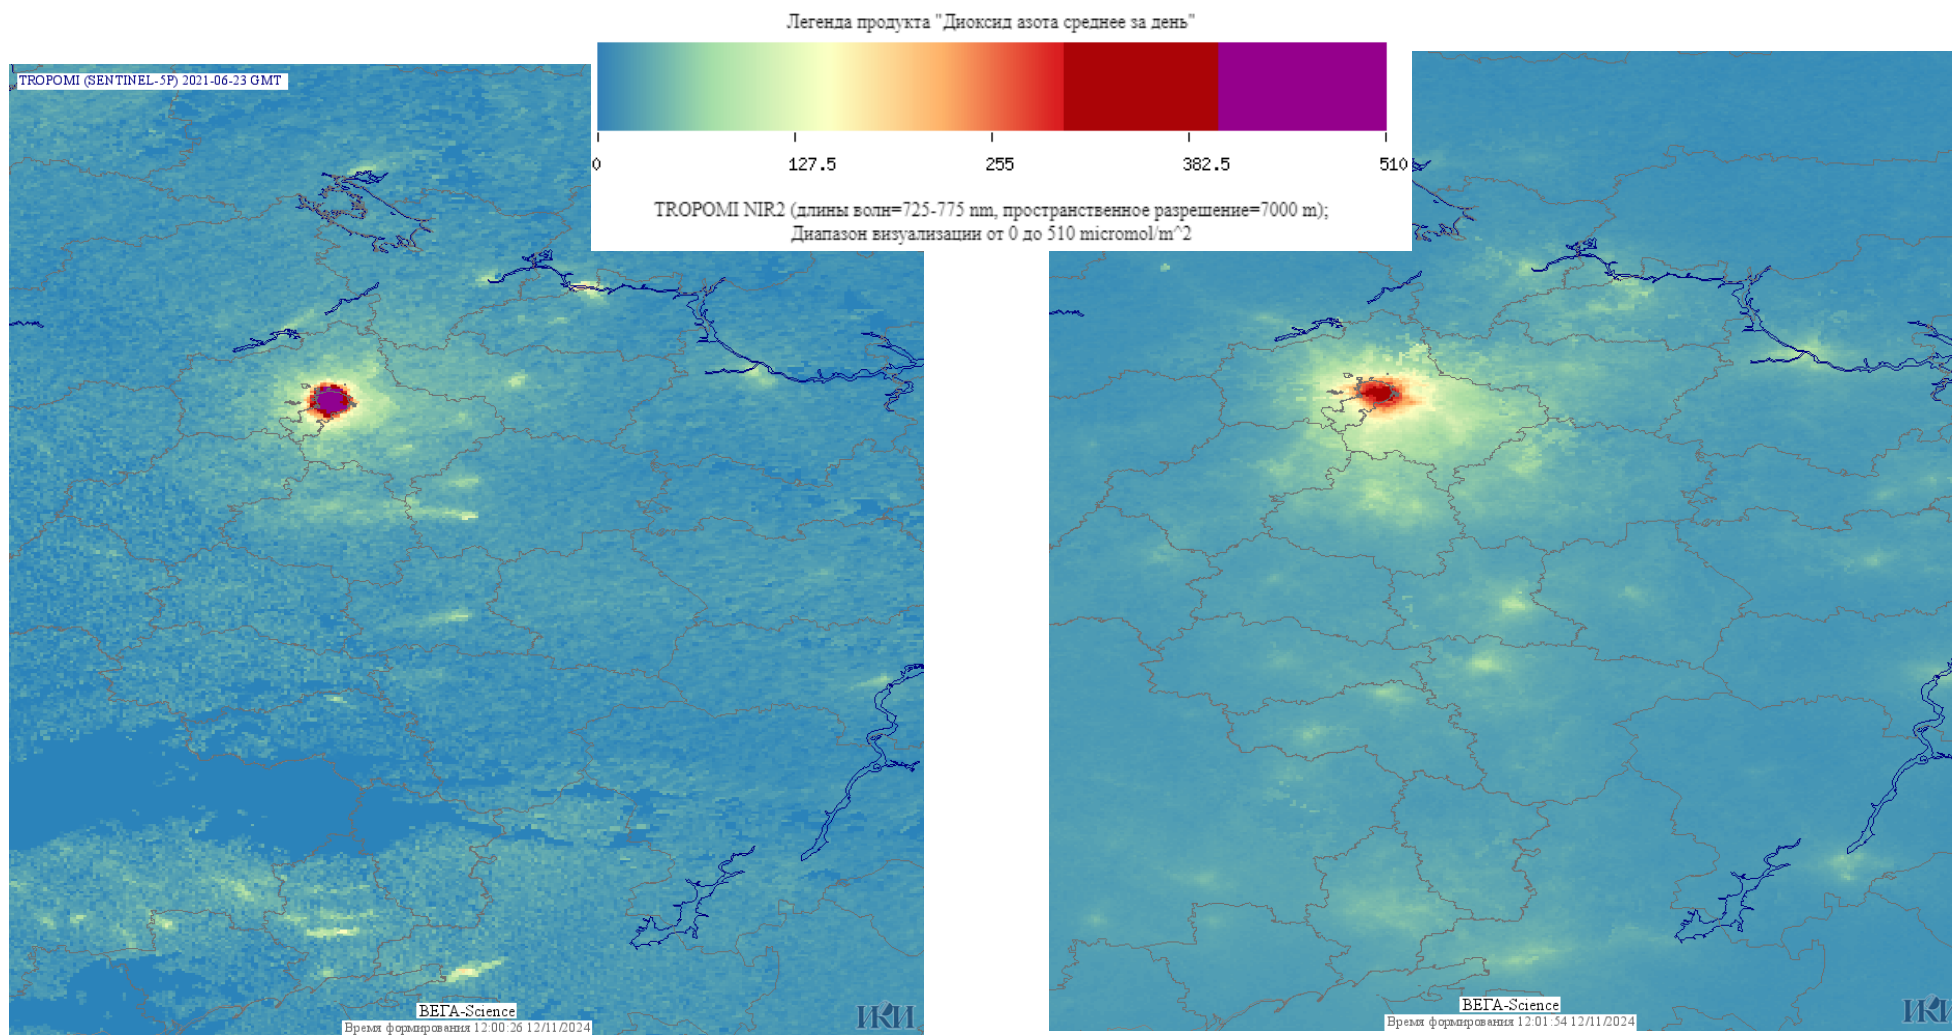 Легенда продукта "Диоксид азота среднее за день"
TROPOMI (SENTINEL-5P) 2021-06-23 GMT
0 127.5 255 382.5 510
TROPOMI NIR2 (длины волн=725-775 nm, пространственное разрешение=7000 m);
Диапазон визуализации от 0 до 510 micromol/m^2
ВЕГА-Science
ИКИ
Время формирования 12:00:26 12/11/2024
ВЕГА-Science
ИКИ
Время формирования 12:01:54 12/11/2024